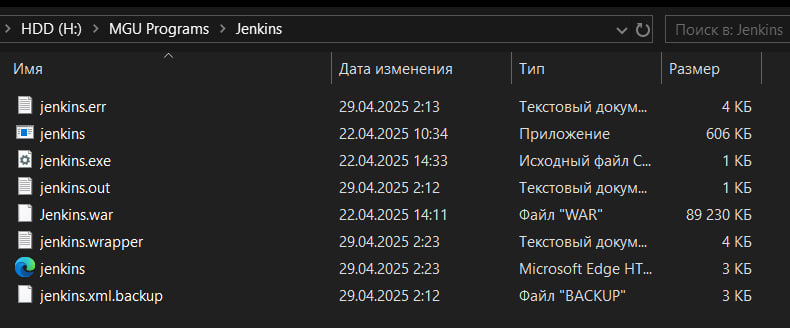 HDD (H:) > MGU Programs > Jenkins Поиск в: Jenkins
Имя Дата изменения Тип Размер
jenkins.err 29.04.2025 2:13 Текстовый докум... 4 КБ
jenkins 22.04.2025 10:34 Приложение 606 КБ
jenkins.exe 22.04.2025 14:33 Исходный файл C... 1 КБ
jenkins.out 29.04.2025 2:12 Текстовый докум... 1 КБ
Jenkins.war 22.04.2025 14:11 Файл "WAR" 89 230 КБ
jenkins.wrapper 29.04.2025 2:23 Текстовый докум... 4 КБ
jenkins 29.04.2025 2:23 Microsoft Edge HT... 3 КБ
jenkins.xml.backup 29.04.2025 2:12 Файл "BACKUP" 3 КБ